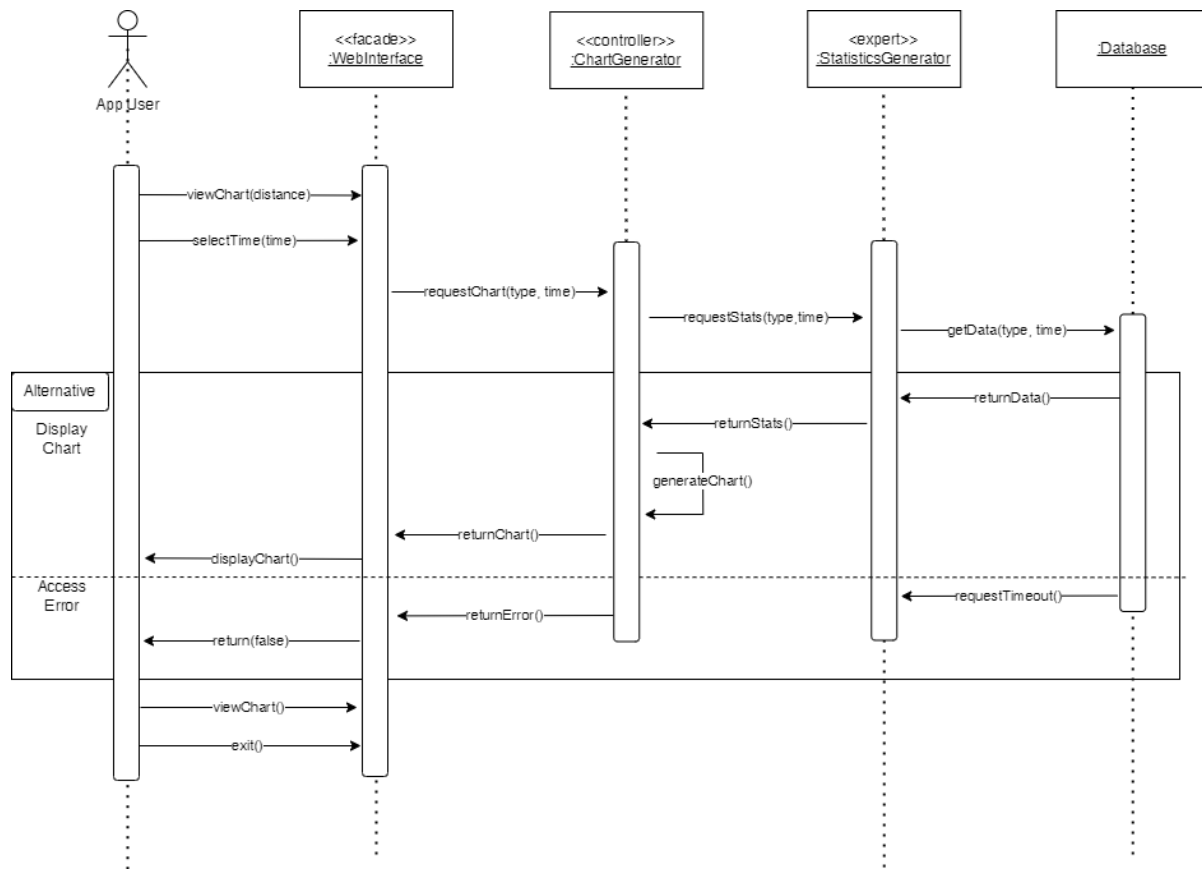 <<facade>>
:WebInterface
<<controller>>
:ChartGenerator
<expert>>
:StatisticsGenerator
:Database
App User
viewChart(distance)
selectTime(time)
requestChart(type, time)
requestStats(type,time)
getData(type, time)
Alternative
Display
Chart
returnData()
returnStats()
generateChart()
returnChart()
displayChart()
Access
Error
requestTimeout()
returnError()
return(false)
viewChart()
exit()